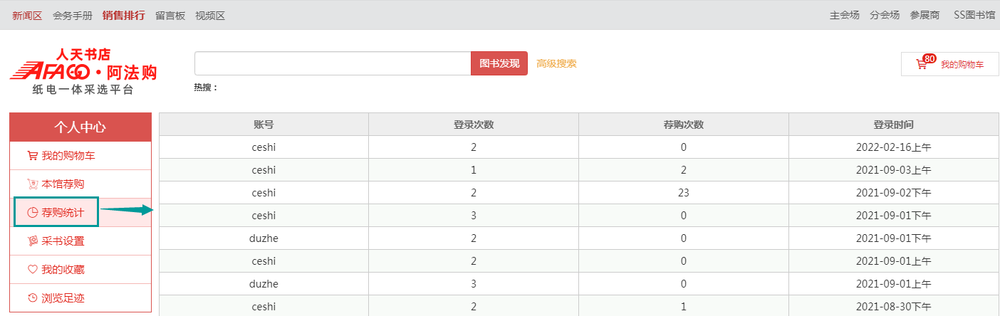 新闻区 会务手册 销售排行 留言板 视频区 主会场 分会场 参展商 SS图书馆
人天书店
AFAGO·阿法购
纸电一体采选平台
图书发现 高级搜索
80 我的购物车
热搜：
个人中心
我的购物车
本馆荐购
荐购统计
采书设置
我的收藏
浏览足迹
账号 登录次数 荐购次数 登录时间
ceshi 2 0 2022-02-16上午
ceshi 1 2 2021-09-03上午
ceshi 2 23 2021-09-02下午
ceshi 3 0 2021-09-01下午
duzhe 2 0 2021-09-01下午
ceshi 2 0 2021-09-01上午
duzhe 3 0 2021-09-01上午
ceshi 2 1 2021-08-30下午